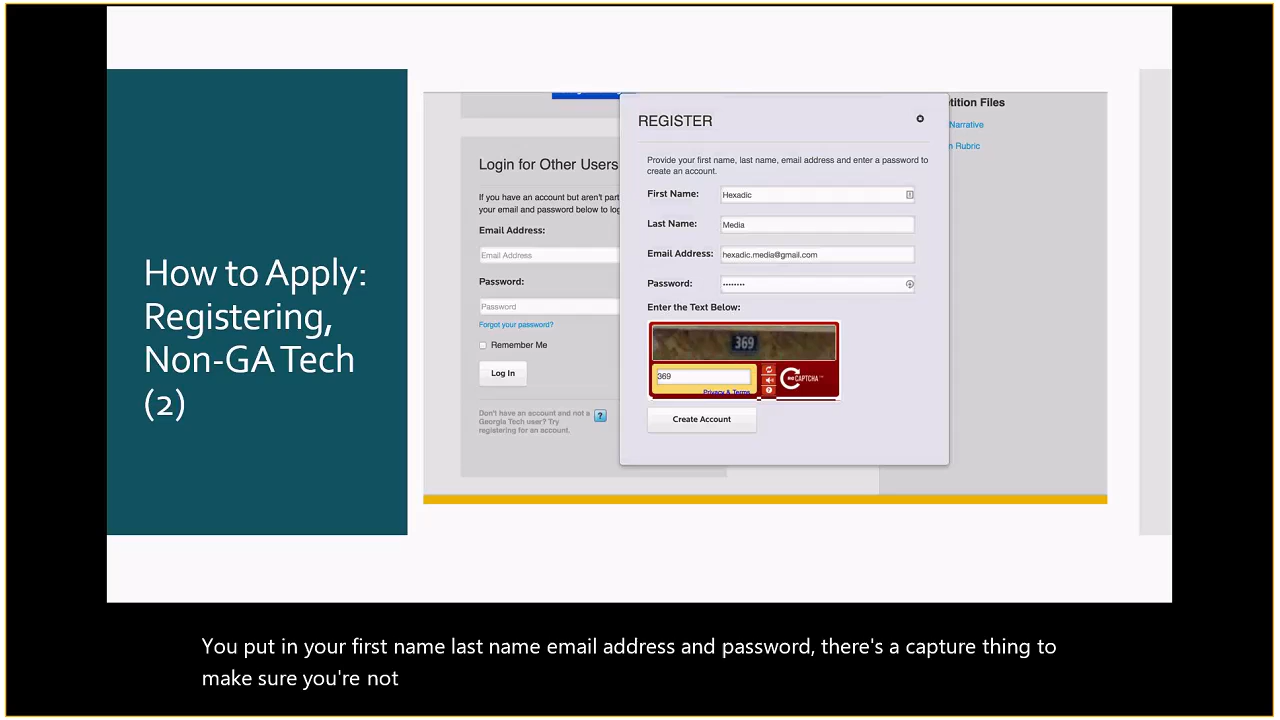 How to Apply:
Registering,
Non-GA Tech
(2)
Login for Other Users
If you have an account but aren't part
your email and password below to log
Email Address:
Email Address
Password:
Password
Forgot your password?
Remember Me
Log In
Don't have an account and not a
Georgia Tech user? Try
registering for an account.
?
REGISTER
Provide your first name, last name, email address and enter a password to
create an account.
First Name:
Hexadic
Last Name:
Media
Email Address:
hexadic.media@gmail.com
Password:
••••••••
Enter the Text Below:
369
369
Privacy & Terms
CAPTCHA™
Create Account
tition Files
Narrative
n Rubric
You put in your first name last name email address and password, there's a capture thing to
make sure you're not